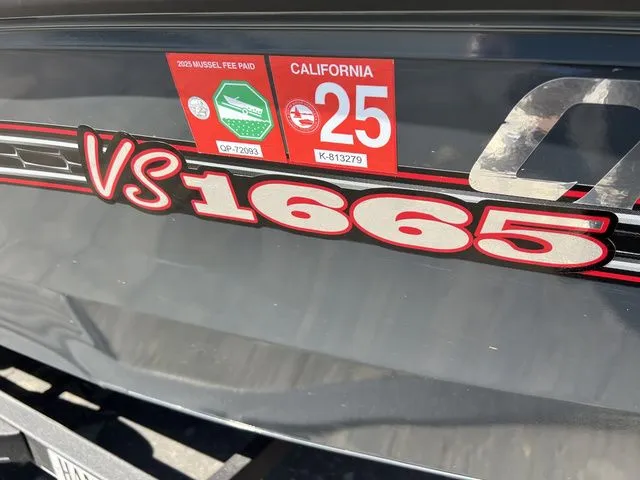 2025 MUSSEL FEE PAID
CALIFORNIA
25
QP-72093
K-813279
VS1665